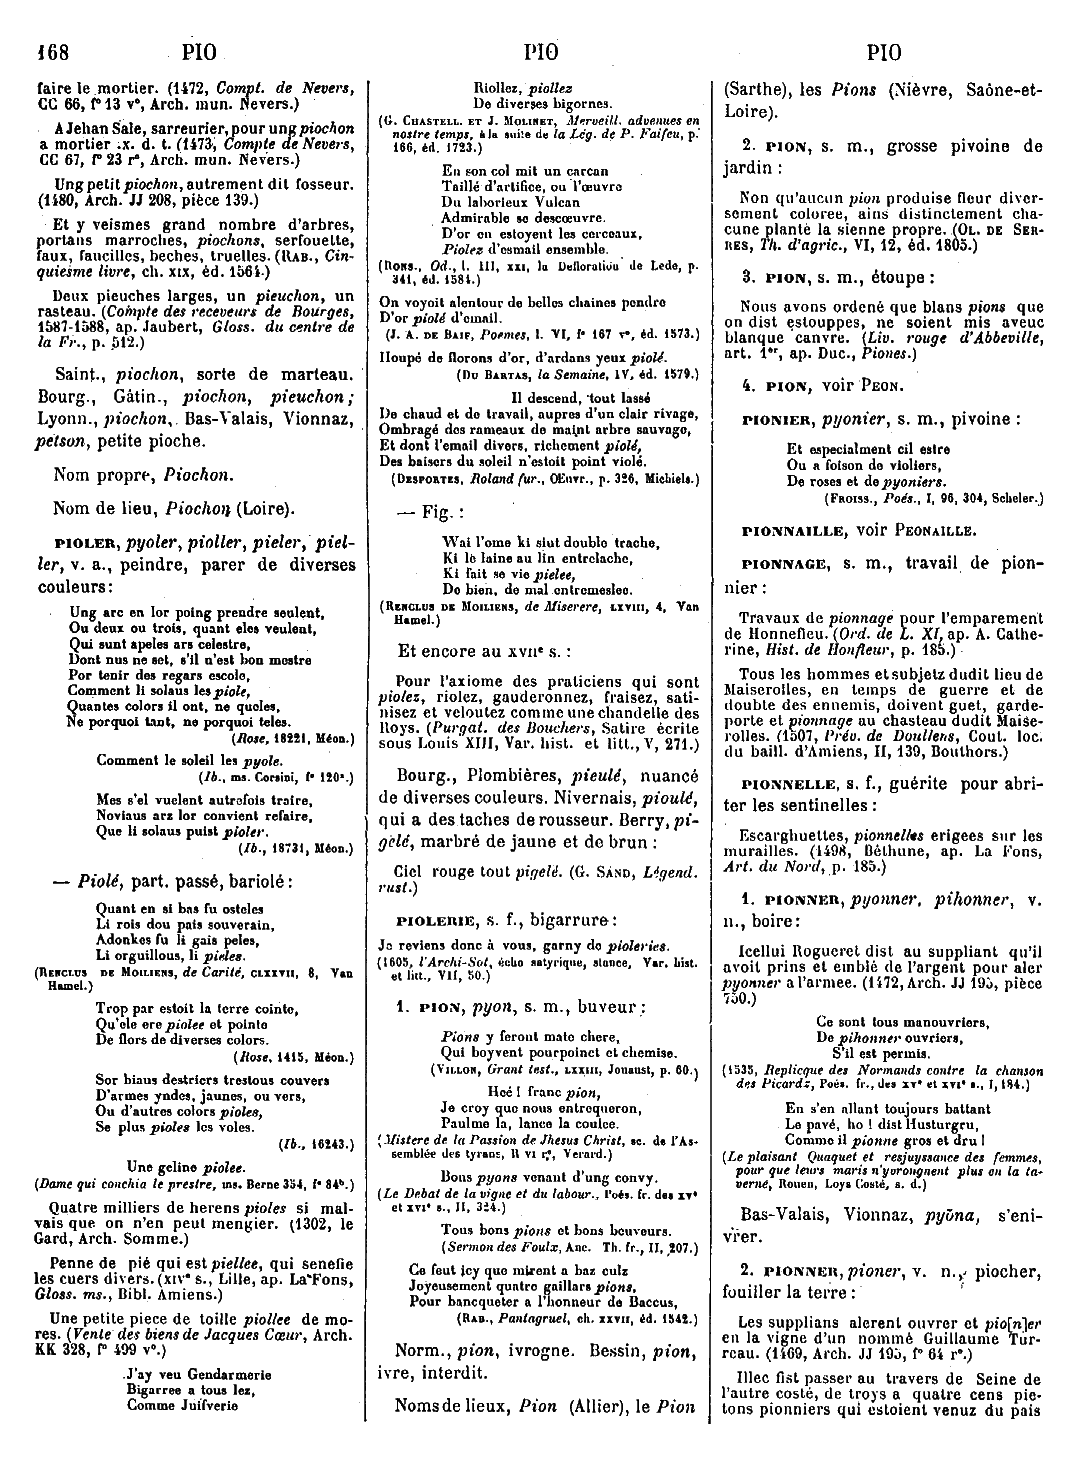 168 PIO PIO PIO
faire le mortier. (1472, Compt. de Nevers,
CC 66, f° 13 v°, Arch. mun. Nevers.)
A Jehan Sale, sarreurier, pour ung piochon
a mortier .x. d. t. (1473, Compte de Nevers,
CC 67, f° 23 r°, Arch. mun. Nevers.)
Ung petit piochon, autrement dit fosseur.
(1480, Arch. JJ 208, pièce 139.)
Et y veismes grand nombre d'arbres,
portans marroches, piochons, serfouette,
faux, faucilles, beches, truelles. (RAB., Cin-
quiesme livre, ch. XIX, éd. 1564.)
Deux pieuches larges, un pieuchon, un
rasteau. (Compte des receveurs de Bourges,
1587-1588, ap. Jaubert, Gloss. du centre de
la Fr., p. 512.)
Saint., piochon, sorte de marteau.
Bourg., Gâtin., piochon, pieuchon;
Lyonn., piochon, Bas-Valais, Vionnaz,
petson, petite pioche.
Nom propre, Piochon.
Nom de lieu, Piochon (Loire).
PIOLER, pyoler, pioller, pieler, piel-
ler, v. a., peindre, parer de diverses
couleurs:
Ung arc en lor poing prendre seulent,
Ou deux ou trois, quant eles veulent,
Qui sunt apeles ars celestre,
Dont nus ne set, s'il n'est bon mestre
Por tenir des regars escole,
Comment li solaus les piole,
Quantes colors il ont, ne queles,
Ne porquoi tant, ne porquoi teles.
(Rose, 18221, Méon.)
Comment le soleil les pyole.
(Ib., ms. Corsini, f° 120°.)
Mes s'el vuelent autrefois traire,
Noviaus arz lor convient refaire,
Que li solaus puist pioler.
(Ib., 18731, Méon.)
— Piolé, part. passé, bariolé:
Quant en si bas fu osteles
Li rois dou pais souverain,
Adonkes fu li gais peles,
Li orguillous, li pieles.
(RENCLUS DE MOILIENS, de Carité, CLXXVII, 8, Van
Hamel.)
Trop par estoit la terre cointe,
Qu'ele ere piolee et pointe
De flors de diverses colors.
(Rose, 1415, Méon.)
Sor biaus destriers trestous couvers
D'armes yndes, jaunes, ou vers,
Ou d'autres colors pioles,
Se plus pioles les voles.
(Ib., 16243.)
Une geline piolee.
(Dame qui conchia le prestre, ms. Berne 354, f° 84b.)
Quatre milliers de herens pioles si mal-
vais que on n'en peut mengier. (1302, le
Gard, Arch. Somme.)
Penne de pié qui est piellee, qui senefie
les cuers divers. (XIV° s., Lille, ap. La Fons,
Gloss. ms., Bibl. Amiens.)
Une petite piece de toille piollee de mo-
res. (Vente des biens de Jacques Cœur, Arch.
KK 328, f° 499 v°.)
J'ay veu Gendarmerie
Bigarree a tous lez,
Comme Juifverie
Riollez, piollez
De diverses bigornes.
(G. CHASTELL. ET J. MOLINET, Merveill. advenues en
nostre temps, à la suite de la Lég. de P. Faifeu, p.
166, éd. 1723.)
En son col mit un carcan
Taillé d'artifice, ou l'œuvre
Du laborieux Vulcan
Admirable se descœuvre.
D'or en estoyent les cerceaux,
Piolez d'esmail ensemble.
(RONS., Od., l. III, XXI, la Defloration de Lede, p.
341, éd. 1584.)
On voyoit alentour de belles chaines pendre
D'or piolé d'email.
(J. A. DE BAIF, Poemes, l. VI, f° 167 r°, éd. 1573.)
Houpé de florons d'or, d'ardans yeux piolé.
(DU BARTAS, la Semaine, IV, éd. 1579.)
Il descend, tout lassé
De chaud et de travail, aupres d'un clair rivage,
Ombragé des rameaux de maint arbre sauvage,
Et dont l'email divers, richement piolé,
Des baisers du soleil n'estoit point violé.
(DESPORTES, Roland fur., Œuvr., p. 326, Michiels.)
— Fig. :
Wai l'ome ki siut double trache,
Ki le laine au lin entrelache,
Ki fait se vie pielee,
De bien, de mal entremeslee.
(RENCLUS DE MOILIENS, de Miserere, LXVIII, 4, Van
Hamel.)
Et encore au XVII° s. :
Pour l'axiome des praticiens qui sont
piolez, riolez, gauderonnez, fraisez, sati-
nisez et veloutez comme une chandelle des
Roys. (Purgat. des Bouchers, Satire écrite
sous Louis XIII, Var. hist. et litt., V, 271.)
Bourg., Plombières, pieulé, nuancé
de diverses couleurs. Nivernais, pioulé,
qui a des taches de rousseur. Berry, pi-
gelé, marbré de jaune et de brun :
Ciel rouge tout pigelé. (G. SAND, Légend.
rust.)
PIOLERIE, s. f., bigarrure:
Je reviens donc à vous, garny de pioleries.
(1605, l'Archi-Sot, écho satyrique, stance, Var. hist.
et litt., VII, 50.)
1. PION, pyon, s. m., buveur :
Pions y feront mate chere,
Qui boyvent pourpoinct et chemise.
(VILLON, Grant test., LXXIII, Jouaust, p. 60.)
Hoé ! franc pion,
Je croy que nous entrequeron,
Paulme la, lance la coulee.
(Mistere de la Passion de Jhesus Christ, sc. de l'As-
semblée des tyrans, R VI r°, Verard.)
Bons pyons venant d'ung convy.
(Le Debat de la vigne et du labour., Poés. fr. des XV°
et XVI° s., II, 324.)
Tous bons pions et bons beuveurs.
(Sermon des Foulx, Anc. Th. fr., II, 207.)
Ce feut icy que mirent a baz culz
Joyeusement quatre gaillars pions,
Pour bancqueter a l'honneur de Baccus,
(RAB., Pantagruel, ch. XXVII, éd. 1542.)
Norm., pion, ivrogne. Bessin, pion,
ivre, interdit.
Noms de lieux, Pion (Allier), le Pion
(Sarthe), les Pions (Nièvre, Saône-et-
Loire).
2. PION, s. m., grosse pivoine de
jardin :
Non qu'aucun pion produise fleur diver-
sement coloree, ains distinctement cha-
cune plante la sienne propre. (OL. DE SER-
RES, Th. d'agric., VI, 12, éd. 1805.)
3. PION, s. m., étoupe :
Nous avons ordené que blans pions que
on dist estouppes, ne soient mis aveuc
blanque canvre. (Liv. rouge d'Abbeville,
art. 1er, ap. Duc., Piones.)
4. PION, voir PEON.
PIONIER, pyonier, s. m., pivoine :
Et especialment cil estre
Ou a foison de violiers,
De roses et de pyoniers.
(FROISS., Poés., I, 96, 304, Scheler.)
PIONNAILLE, voir PEONAILLE.
PIONNAGE, s. m., travail de pion-
nier :
Travaux de pionnage pour l'emparement
de Honnefleu. (Ord. de L. XI, ap. A. Cathe-
rine, Hist. de Honfleur, p. 185.)
Tous les hommes et subjetz dudit lieu de
Maiserolles, en temps de guerre et de
doubte des ennemis, doivent guet, garde-
porte et pionnage au chasteau dudit Maise-
rolles. (1507, Prév. de Doullens, Cout. loc.
du baill. d'Amiens, II, 139, Bouthors.)
PIONNELLE, s. f., guérite pour abri-
ter les sentinelles :
Escarghuettes, pionnelles erigees sur les
murailles. (1498, Béthune, ap. La Fons,
Art. du Nord, p. 185.)
1. PIONNER, pyonner, pihonner, v.
n., boire:
Icellui Rogueret dist au suppliant qu'il
avoit prins et emblé de l'argent pour aler
pyonner a l'armee. (1472, Arch. JJ 195, pièce
750.)
Ce sont tous manouvriers,
De pihonner ouvriers,
S'il est permis.
(1535, Replicque des Normands contre la chanson
des Picardz, Poés. fr., des XV° et XVI° s., I, 184.)
En s'en allant toujours battant
Le pavé, ho ! dist Husturgru,
Comme il pionne gros et dru !
(Le plaisant Quaquet et resjuyssance des femmes,
pour que leurs maris n'yvrongnent plus en la ta-
verne, Rouen, Loys Costé, s. d.)
Bas-Valais, Vionnaz, pyŭna, s'eni-
vrer.
2. PIONNER, pioner, v. n., piocher,
fouiller la terre :
Les supplians alerent ouvrer et pio[n]er
en la vigne d'un nommé Guillaume Tur-
reau. (1469, Arch. JJ 195, f° 64 r°.)
Illec fist passer au travers de Seine de
l'autre costé, de troys a quatre cens pie-
tons pionniers qui estoient venuz du pais